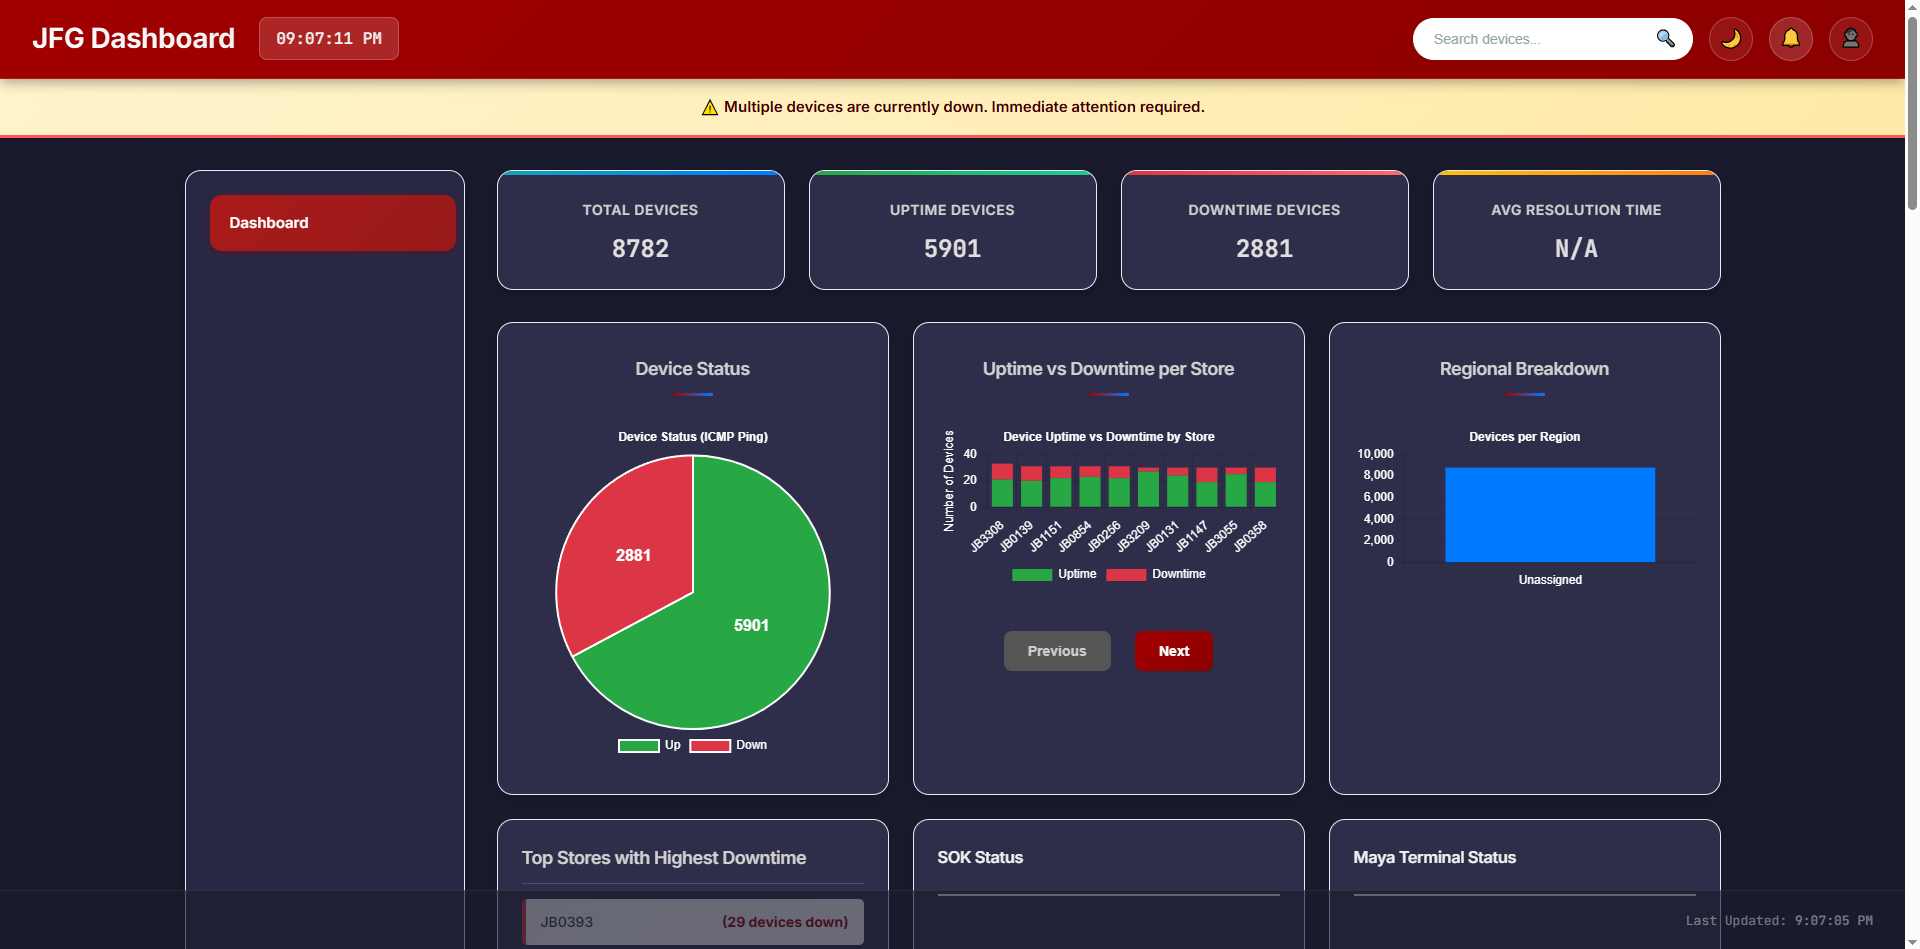 JFG Dashboard
09:07:11 PM
Search devices...
Multiple devices are currently down. Immediate attention required.
Dashboard
TOTAL DEVICES
8782
UPTIME DEVICES
5901
DOWNTIME DEVICES
2881
AVG RESOLUTION TIME
N/A
Device Status
Device Status (ICMP Ping)
2881
5901
Up
Down
Uptime vs Downtime per Store
Device Uptime vs Downtime by Store
Number of Devices
40
20
0
JB3308
JB0139
JB1151
JB0854
JB0256
JB3209
JB0131
JB1147
JB3055
JB0358
Uptime
Downtime
Previous
Next
Regional Breakdown
Devices per Region
10,000
8,000
6,000
4,000
2,000
0
Unassigned
Top Stores with Highest Downtime
JB0393
(29 devices down)
SOK Status
Maya Terminal Status
Last Updated: 9:07:05 PM